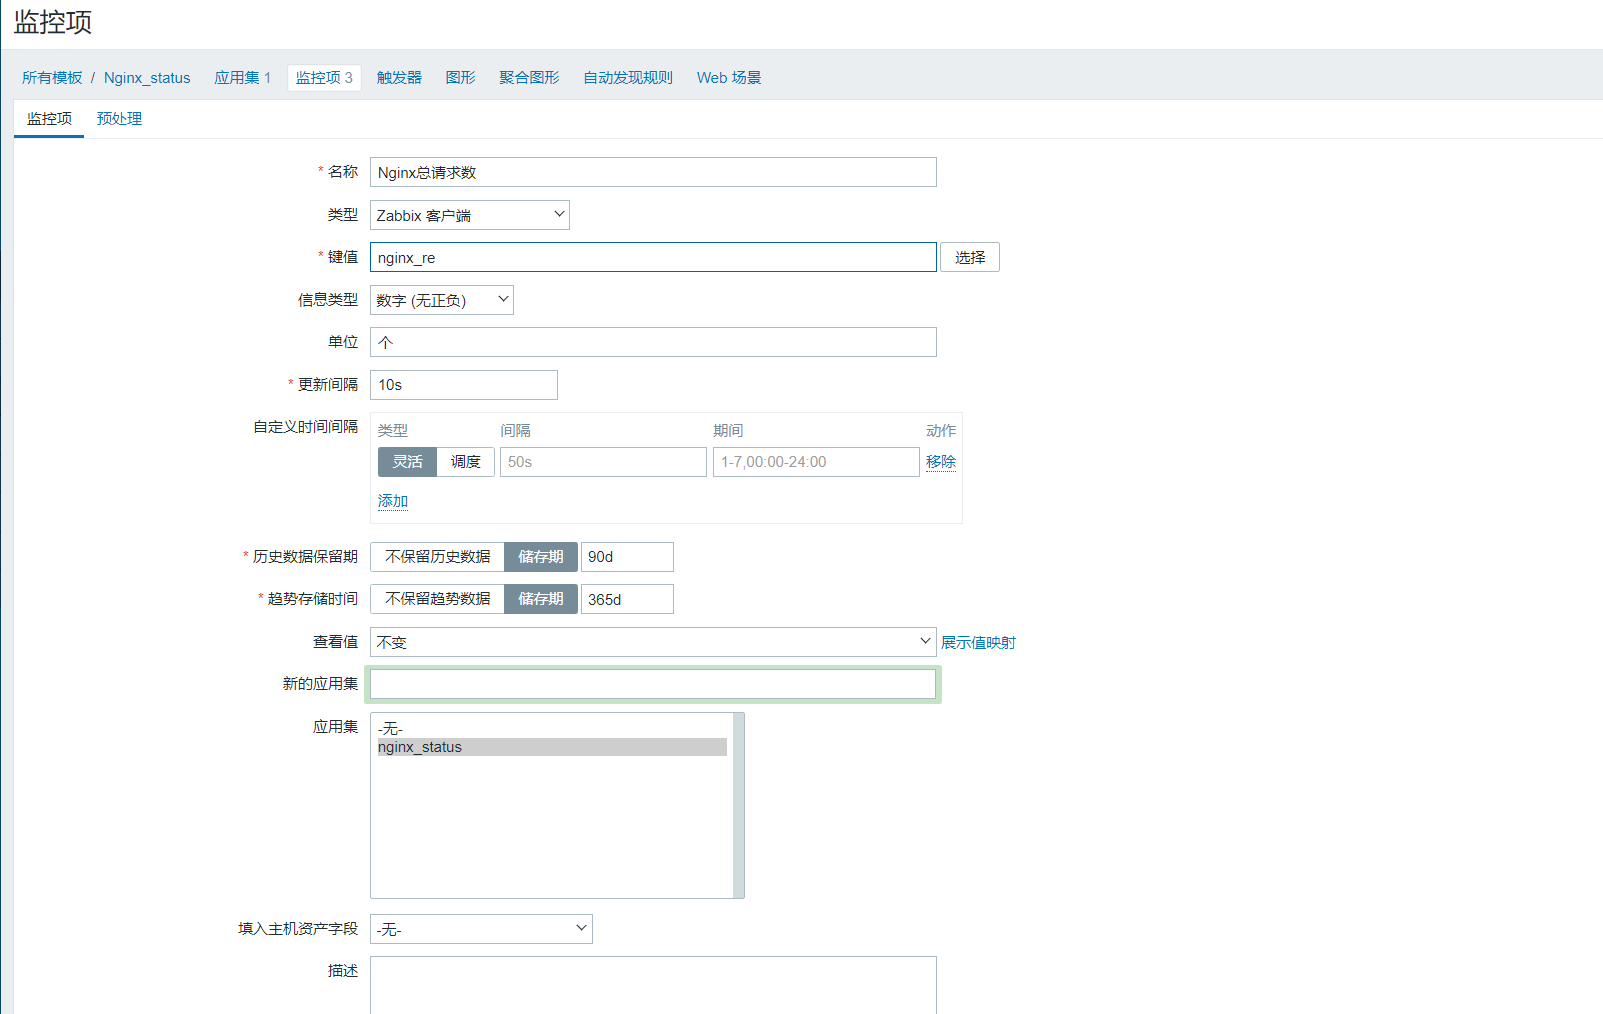 监控项
所有模板 / Nginx_status 应用集 1 监控项 3 触发器 图形 聚合图形 自动发现规则 Web 场景
监控项 预处理
* 名称 Nginx总请求数
类型 Zabbix 客户端
* 键值 nginx_re 选择
信息类型 数字 (无正负)
单位 个
* 更新间隔 10s
自定义时间间隔 类型 间隔 期间 动作
灵活 调度 50s 1-7,00:00-24:00 移除
添加
* 历史数据保留期 不保留历史数据 储存期 90d
* 趋势存储时间 不保留趋势数据 储存期 365d
查看值 不变 展示值映射
新的应用集
应用集 -无-
nginx_status
填入主机资产字段 -无-
描述